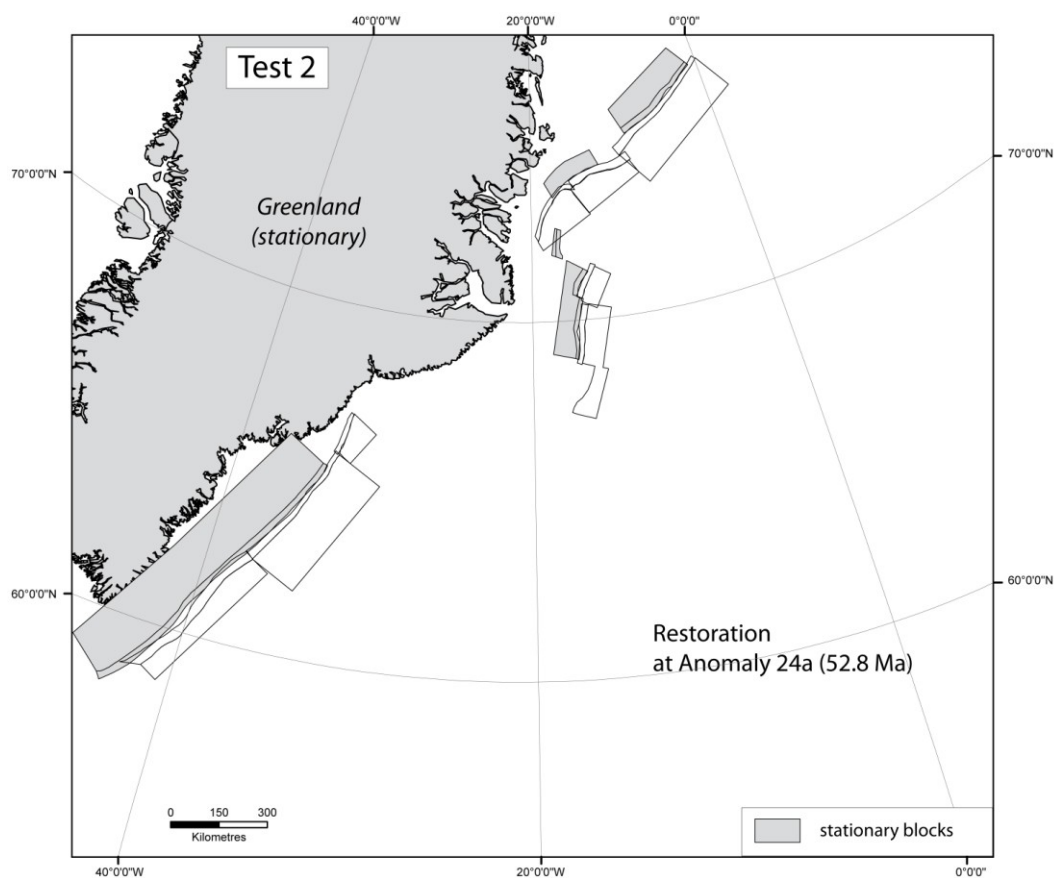 40°0'0"W 20°0'0"W 0°0'0"
Test 2
70°0'0"N 70°0'0"N
Greenland
(stationary)
60°0'0"N 60°0'0"N
Restoration
at Anomaly 24a (52.8 Ma)
0 150 300
Kilometres
stationary blocks
40°0'0"W 20°0'0"W 0°0'0"